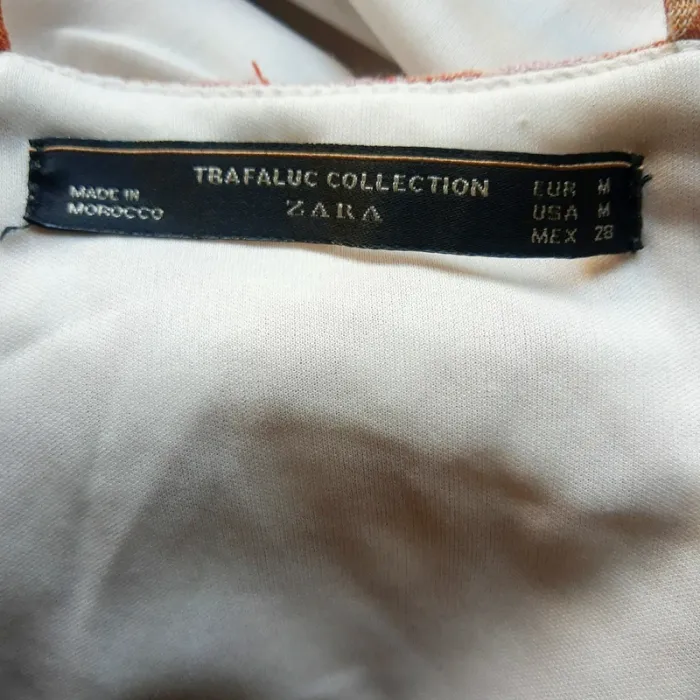 MADE IN
MOROCCO
TRAFALUC COLLECTION
ZARA
EUR M
USA M
MEX 28